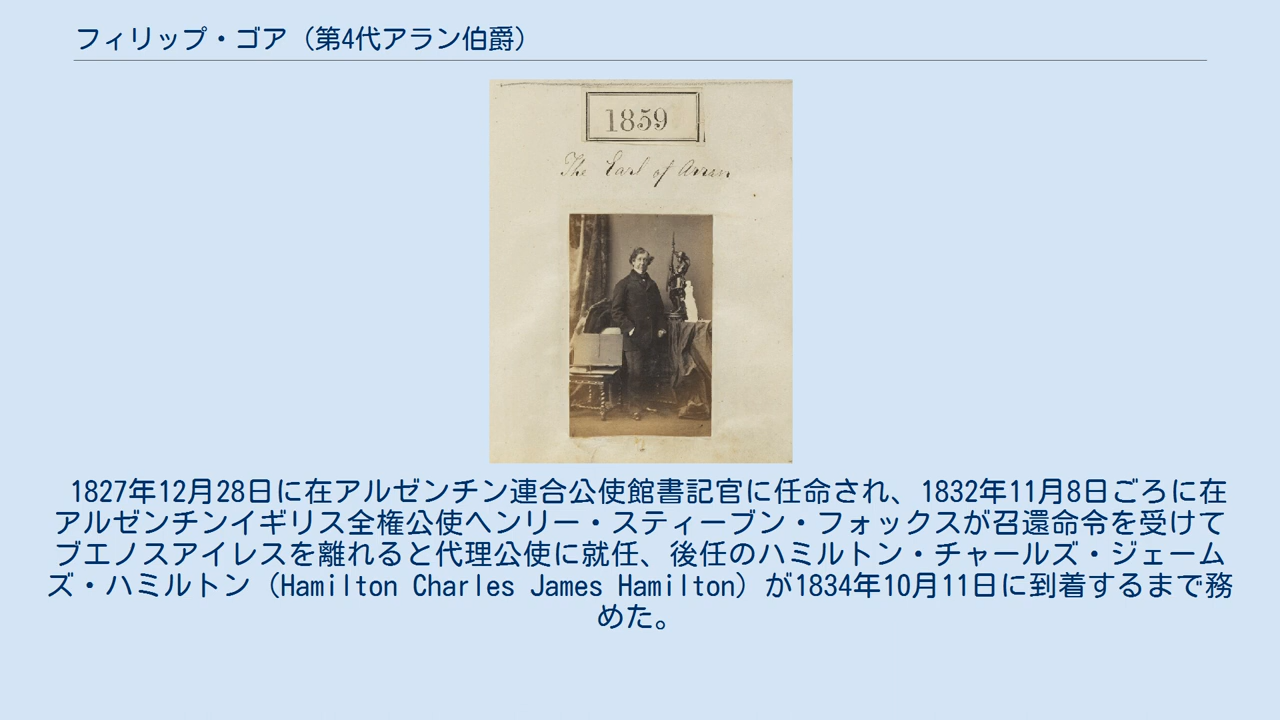 フィリップ・ゴア（第4代アラン伯爵）
1859
The Earl of Arran
1827年12月28日に在アルゼンチン連合公使館書記官に任命され、1832年11月8日ごろに在
アルゼンチンイギリス全権公使ヘンリー・スティーブン・フォックスが召還命令を受けて
ブエノスアイレスを離れると代理公使に就任、後任のハミルトン・チャールズ・ジェーム
ズ・ハミルトン（Hamilton Charles James Hamilton）が1834年10月11日に到着するまで務
めた。